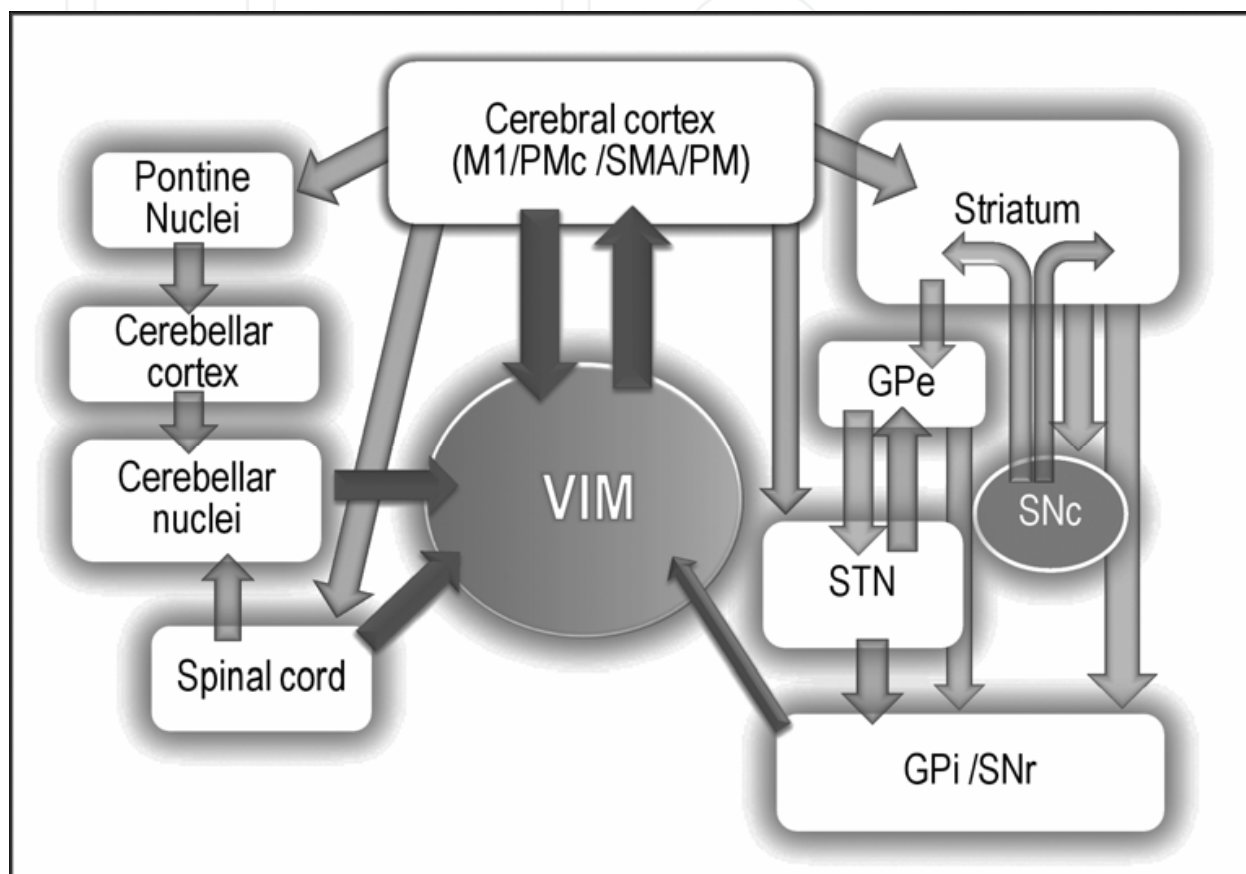 Cerebral cortex
(M1/PMc /SMA/PM)
Pontine
Nuclei
Striatum
Cerebellar
cortex
GPe
Cerebellar
nuclei
VIM
SNc
STN
Spinal cord
GPi /SNr